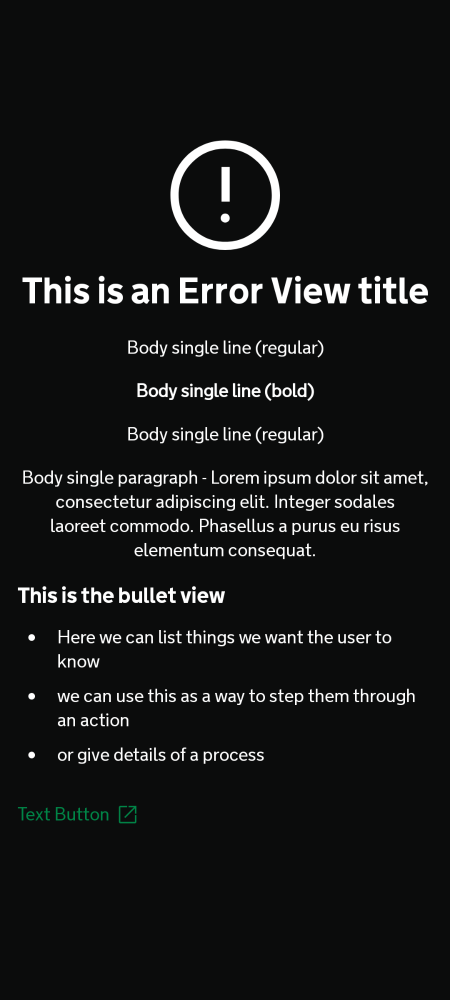 This is an Error View title
Body single line (regular)
Body single line (bold)
Body single line (regular)
Body single paragraph - Lorem ipsum dolor sit amet,
consectetur adipiscing elit. Integer sodales
laoreet commodo. Phasellus a purus eu risus
elementum consequat.
This is the bullet view
• Here we can list things we want the user to
know
• we can use this as a way to step them through
an action
• or give details of a process
Text Button